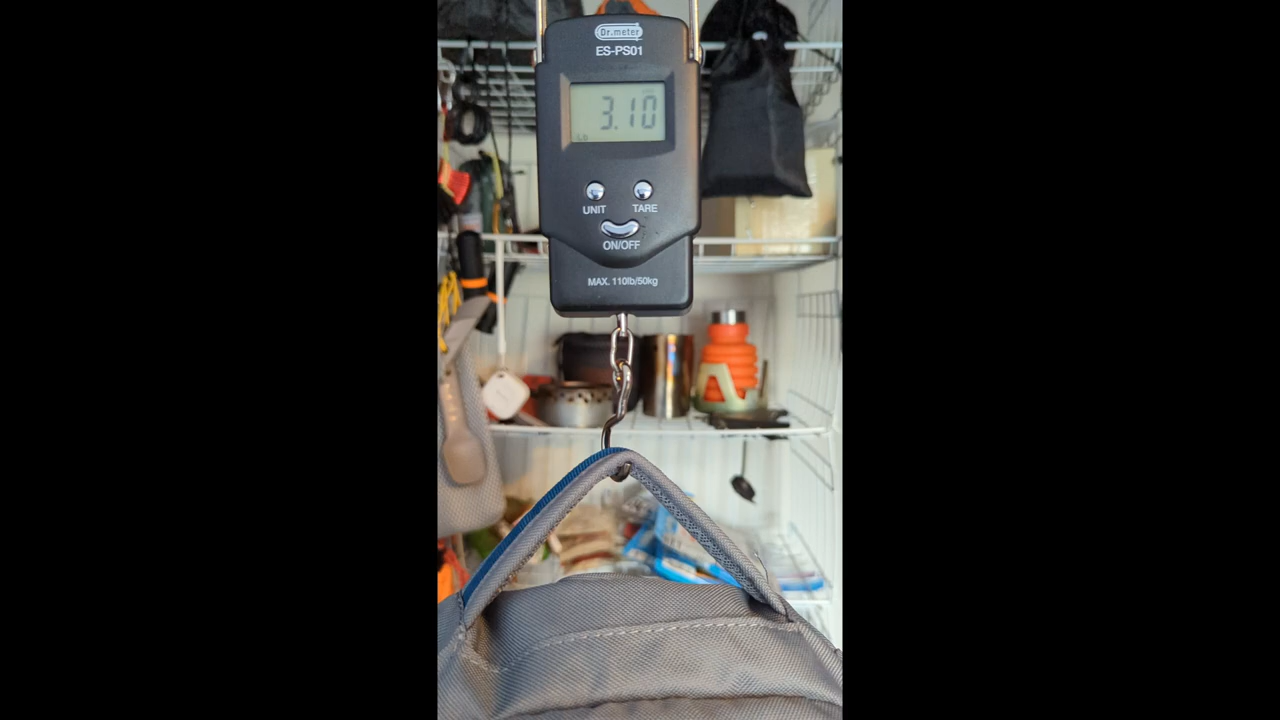 Dr.meter
ES-PS01
3.10
UNIT TARE
ON/OFF
MAX. 110lb/50kg